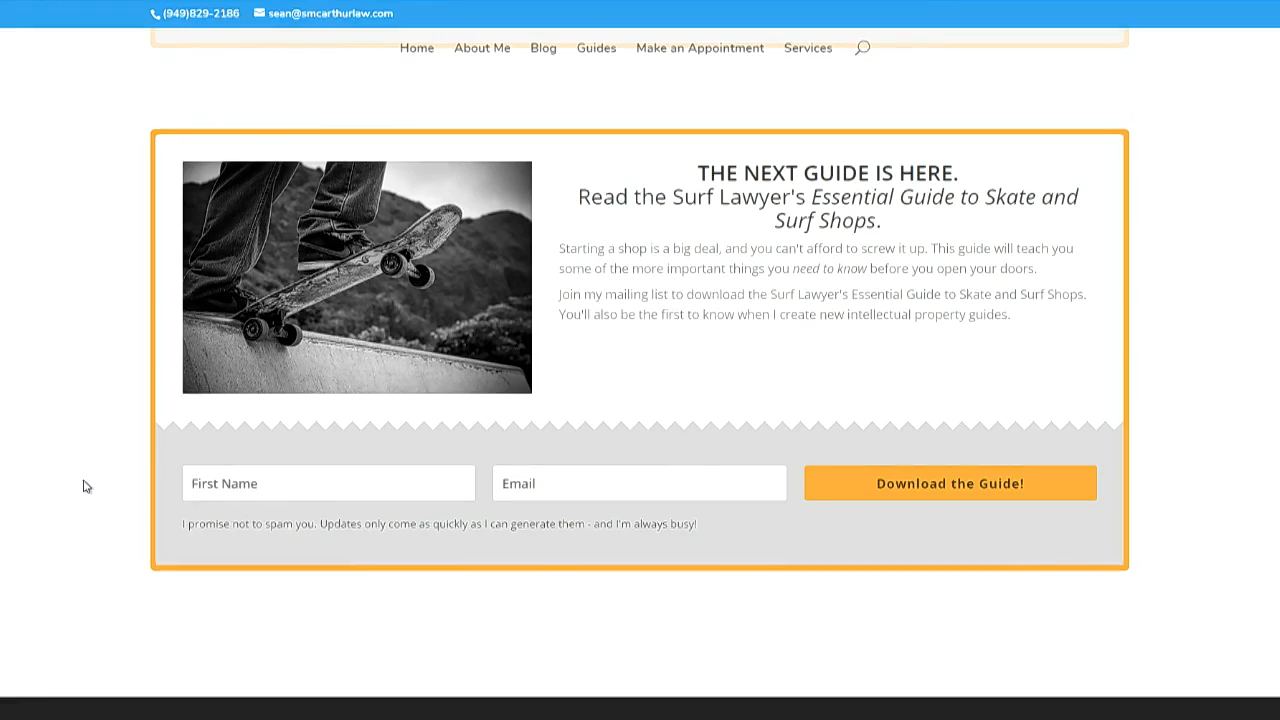 (949)829-2186 sean@smcarthurlaw.com
Home About Me Blog Guides Make an Appointment Services
THE NEXT GUIDE IS HERE.
Read the Surf Lawyer's Essential Guide to Skate and
Surf Shops.
Starting a shop is a big deal, and you can't afford to screw it up. This guide will teach you
some of the more important things you need to know before you open your doors.
Join my mailing list to download the Surf Lawyer's Essential Guide to Skate and Surf Shops.
You'll also be the first to know when I create new intellectual property guides.
First Name Email Download the Guide!
I promise not to spam you. Updates only come as quickly as I can generate them - and I'm always busy!